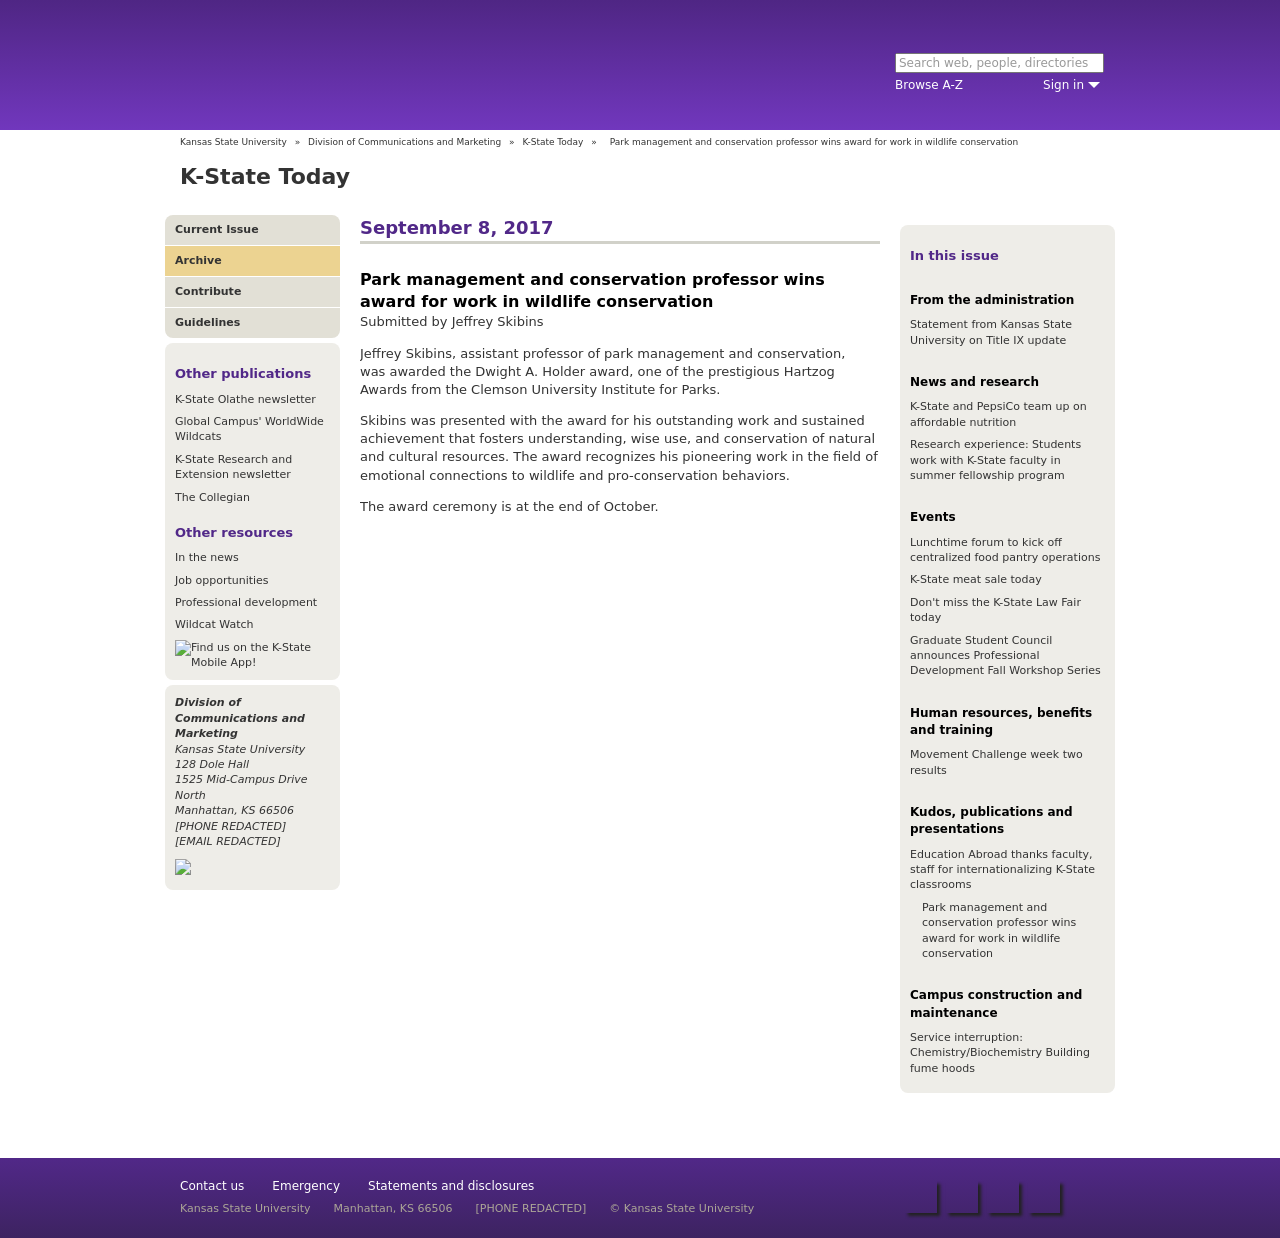 Search web, people, directories
Browse A-Z
Sign in
Kansas State University » Division of Communications and Marketing » K-State Today » Park management and conservation professor wins award for work in wildlife conservation
K-State Today
Current Issue
Archive
Contribute
Guidelines
Other publications
K-State Olathe newsletter
Global Campus' WorldWide
Wildcats
K-State Research and
Extension newsletter
The Collegian
Other resources
In the news
Job opportunities
Professional development
Wildcat Watch
Find us on the K-State
Mobile App!
Division of
Communications and
Marketing
Kansas State University
128 Dole Hall
1525 Mid-Campus Drive
North
Manhattan, KS 66506
[PHONE REDACTED]
[EMAIL REDACTED]
September 8, 2017
Park management and conservation professor wins
award for work in wildlife conservation
Submitted by Jeffrey Skibins
Jeffrey Skibins, assistant professor of park management and conservation,
was awarded the Dwight A. Holder award, one of the prestigious Hartzog
Awards from the Clemson University Institute for Parks.
Skibins was presented with the award for his outstanding work and sustained
achievement that fosters understanding, wise use, and conservation of natural
and cultural resources. The award recognizes his pioneering work in the field of
emotional connections to wildlife and pro-conservation behaviors.
The award ceremony is at the end of October.
In this issue
From the administration
Statement from Kansas State
University on Title IX update
News and research
K-State and PepsiCo team up on
affordable nutrition
Research experience: Students
work with K-State faculty in
summer fellowship program
Events
Lunchtime forum to kick off
centralized food pantry operations
K-State meat sale today
Don't miss the K-State Law Fair
today
Graduate Student Council
announces Professional
Development Fall Workshop Series
Human resources, benefits
and training
Movement Challenge week two
results
Kudos, publications and
presentations
Education Abroad thanks faculty,
staff for internationalizing K-State
classrooms
Park management and
conservation professor wins
award for work in wildlife
conservation
Campus construction and
maintenance
Service interruption:
Chemistry/Biochemistry Building
fume hoods
Contact us Emergency Statements and disclosures
Kansas State University Manhattan, KS 66506 [PHONE REDACTED] © Kansas State University